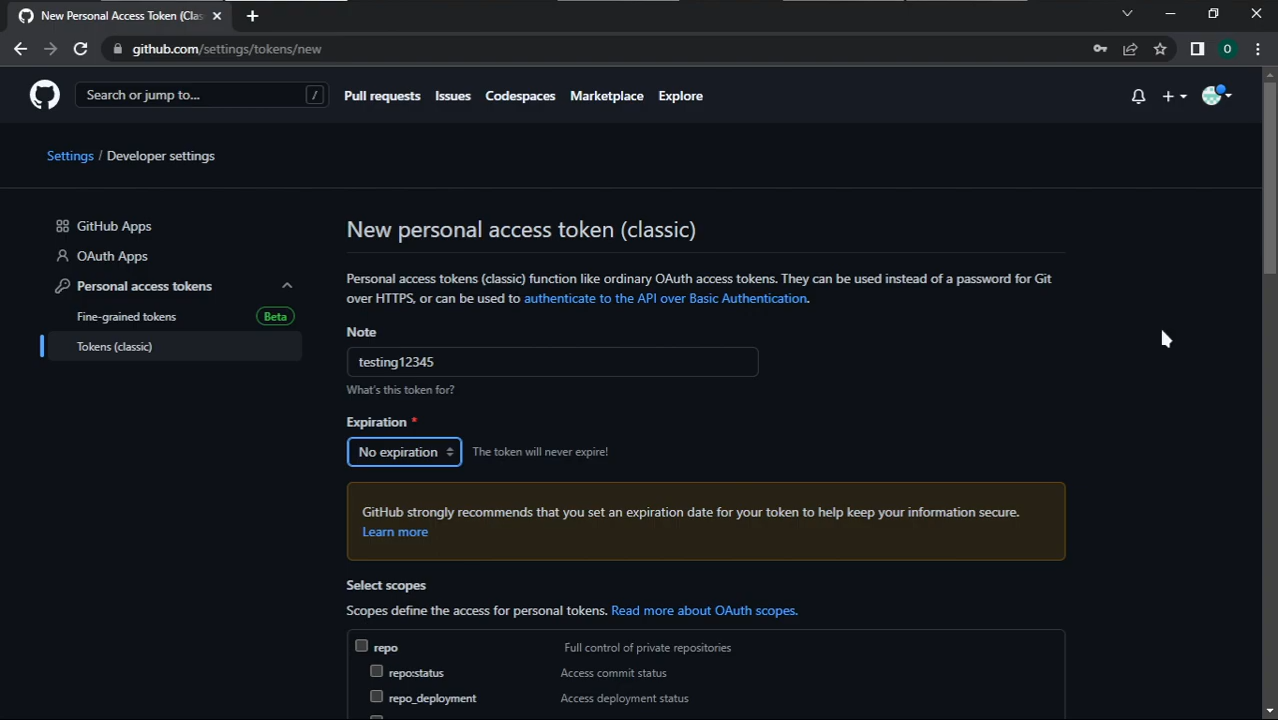 New Personal Access Token (Clas
github.com/settings/tokens/new
O
Search or jump to... /
Pull requests Issues Codespaces Marketplace Explore
Settings / Developer settings
GitHub Apps
OAuth Apps
Personal access tokens
Fine-grained tokens Beta
Tokens (classic)
New personal access token (classic)
Personal access tokens (classic) function like ordinary OAuth access tokens. They can be used instead of a password for Git
over HTTPS, or can be used to authenticate to the API over Basic Authentication.
Note
testing12345
What's this token for?
Expiration *
No expiration The token will never expire!
GitHub strongly recommends that you set an expiration date for your token to help keep your information secure.
Learn more
Select scopes
Scopes define the access for personal tokens. Read more about OAuth scopes.
repo Full control of private repositories
repo:status Access commit status
repo_deployment Access deployment status